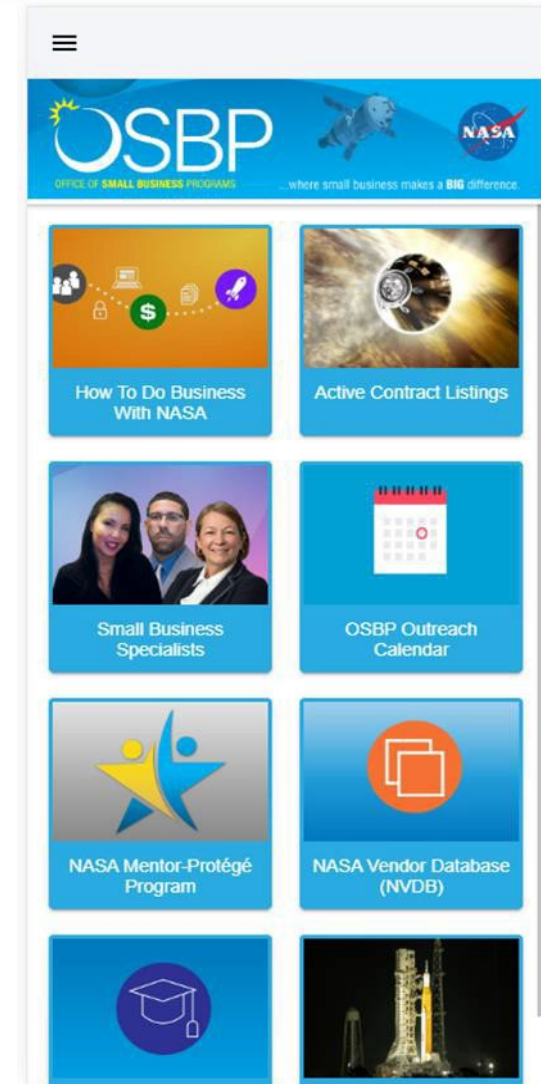 OSBP
NASA
OFFICE OF SMALL BUSINESS PROGRAMS
...where small business makes a BIG difference.
$
How To Do Business
With NASA
Active Contract Listings
Small Business
Specialists
OSBP Outreach
Calendar
NASA Mentor-Protégé
Program
NASA Vendor Database
(NVDB)